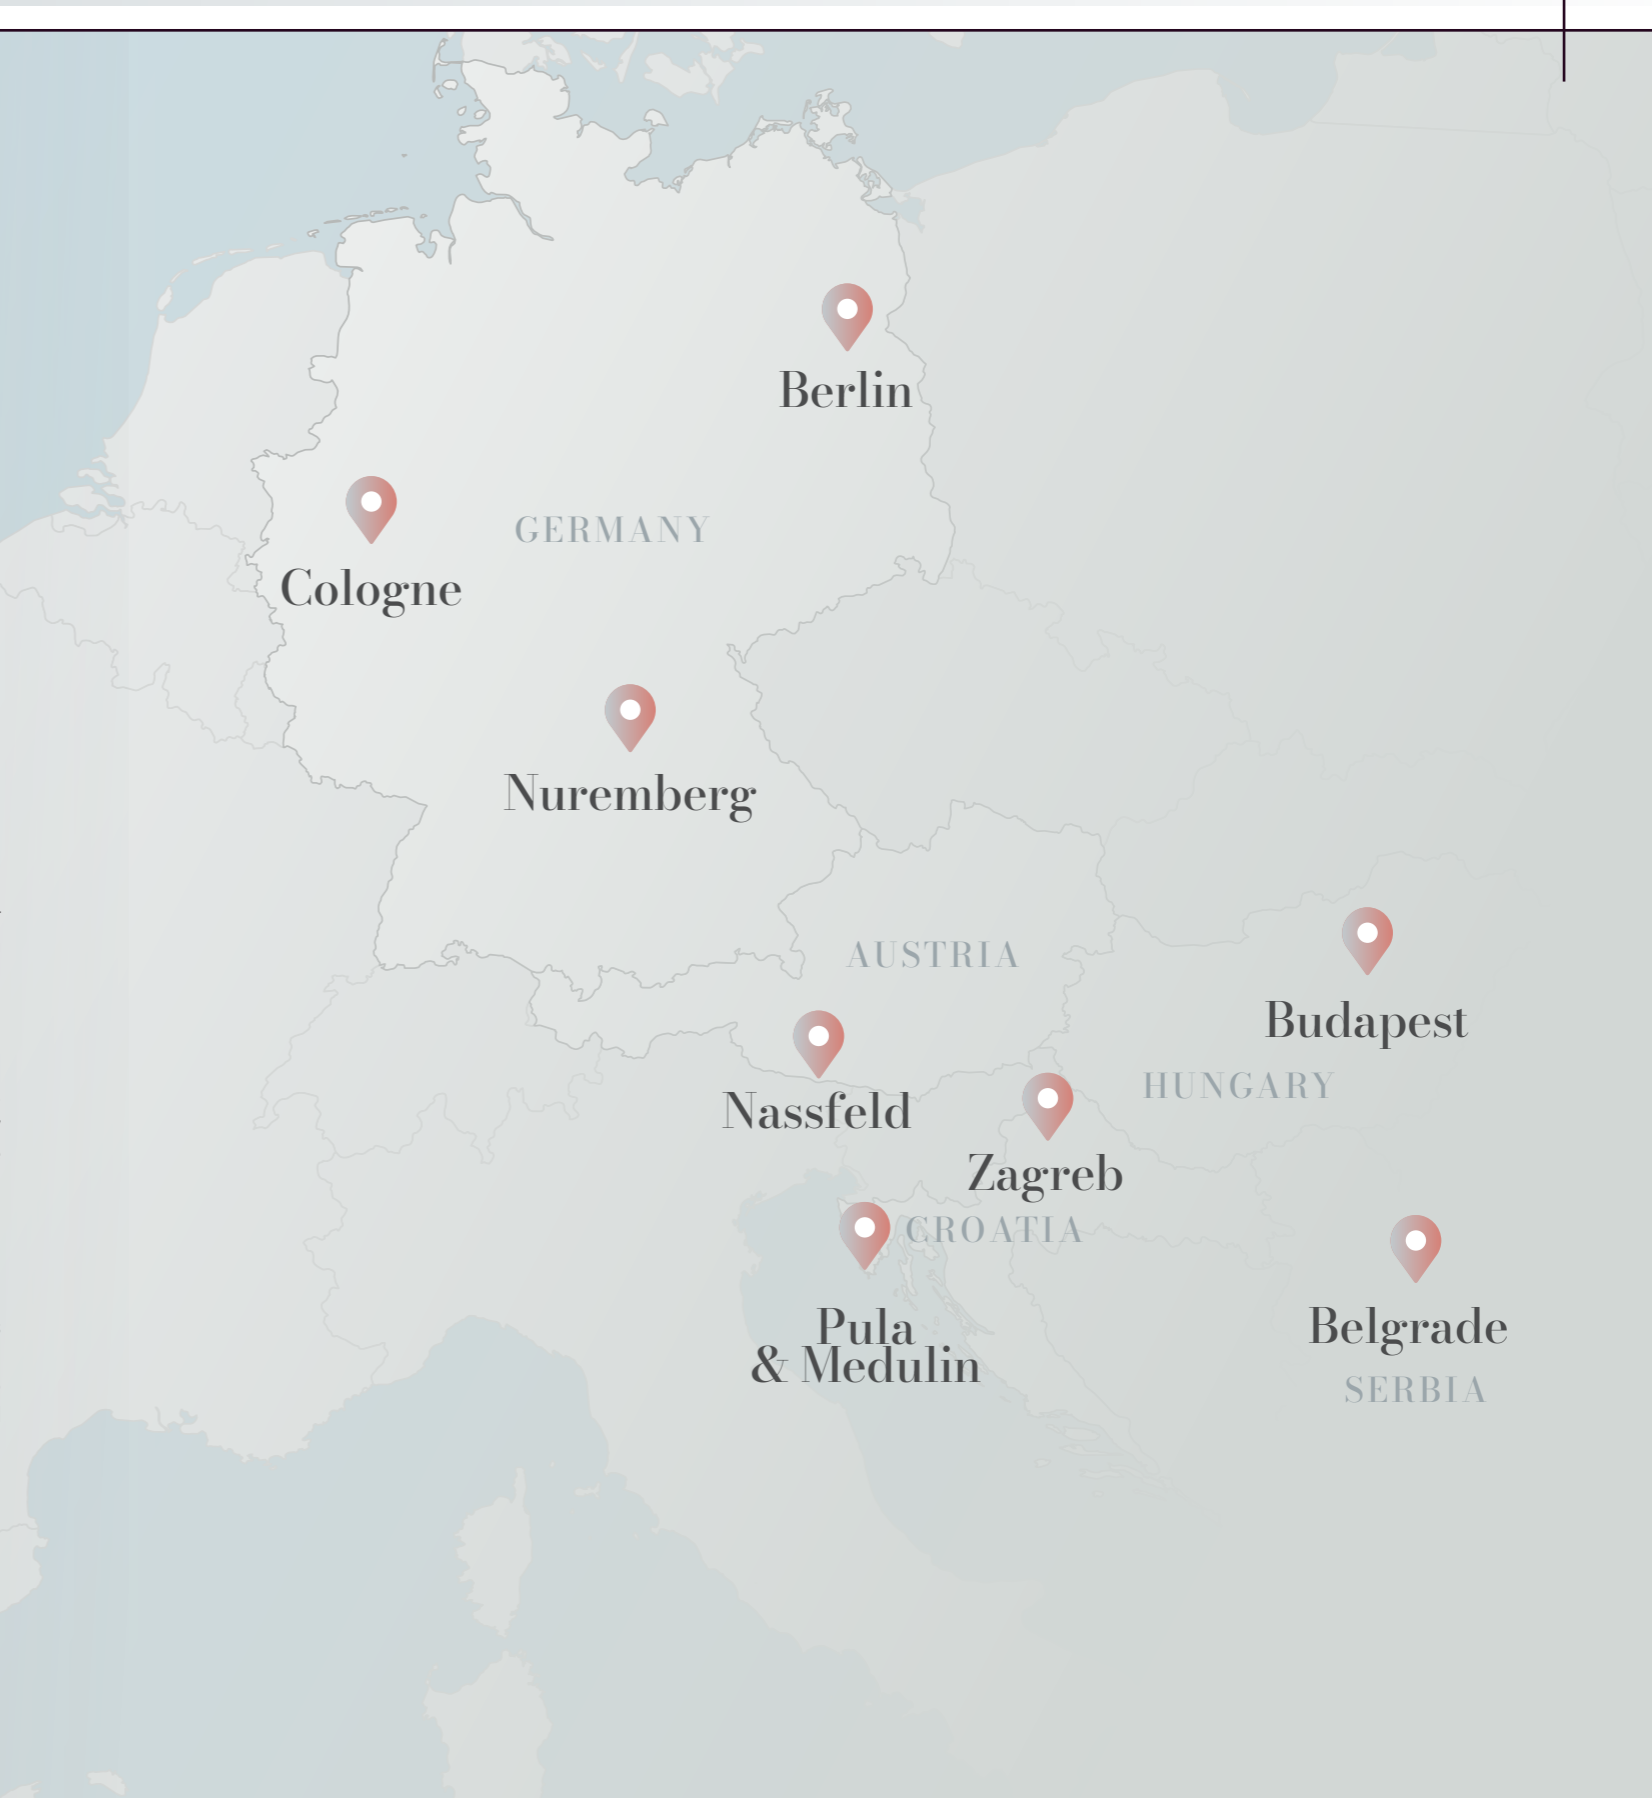 Berlin
GERMANY
Cologne
Nuremberg
AUSTRIA
Budapest
HUNGARY
Nassfeld
Zagreb
CROATIA
Pula
& Medulin
Belgrade
SERBIA